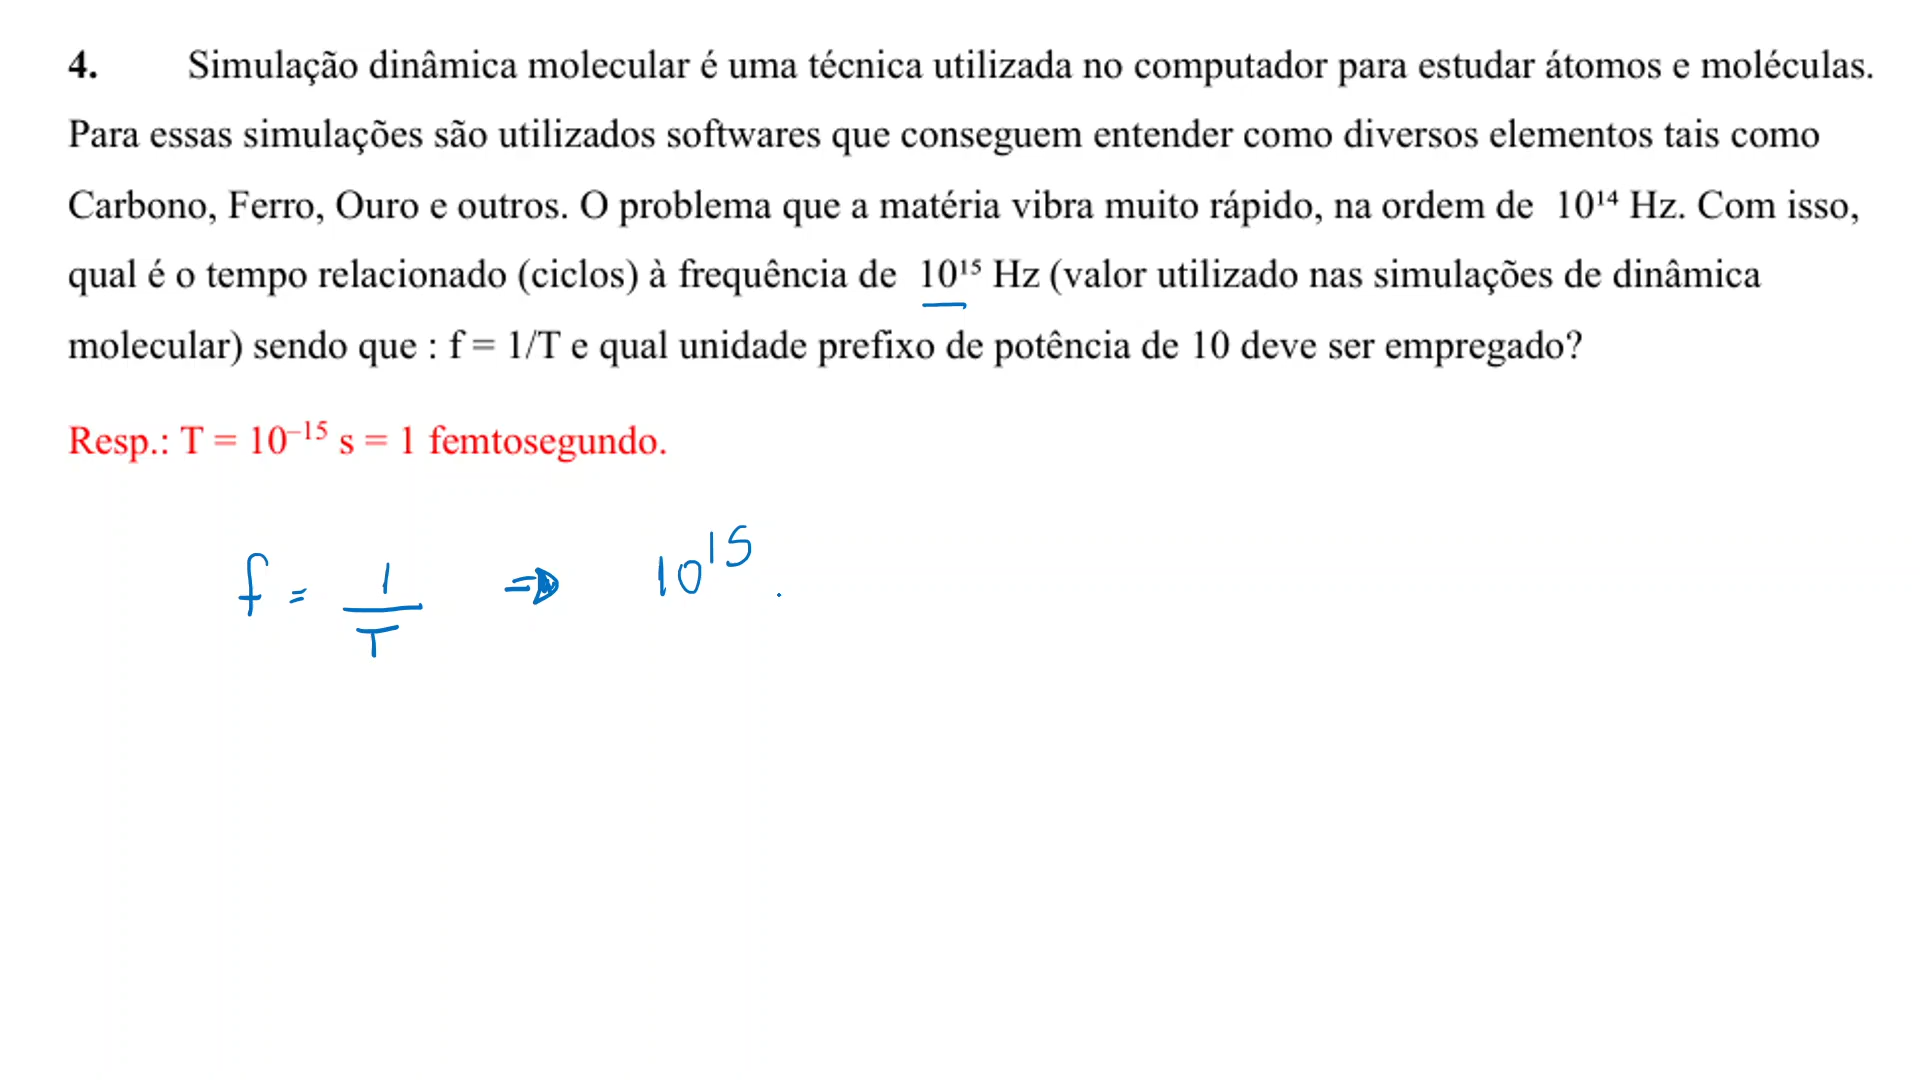 4. Simulação dinâmica molecular é uma técnica utilizada no computador para estudar átomos e moléculas.
Para essas simulações são utilizados softwares que conseguem entender como diversos elementos tais como
Carbono, Ferro, Ouro e outros. O problema que a matéria vibra muito rápido, na ordem de 10¹⁴ Hz. Com isso,
qual é o tempo relacionado (ciclos) à frequência de 10¹⁵ Hz (valor utilizado nas simulações de dinâmica
molecular) sendo que : f = 1/T e qual unidade prefixo de potência de 10 deve ser empregado?
Resp.: T = 10⁻¹⁵ s = 1 femtosegundo.
f = 1/T ⇒ 10¹⁵ .